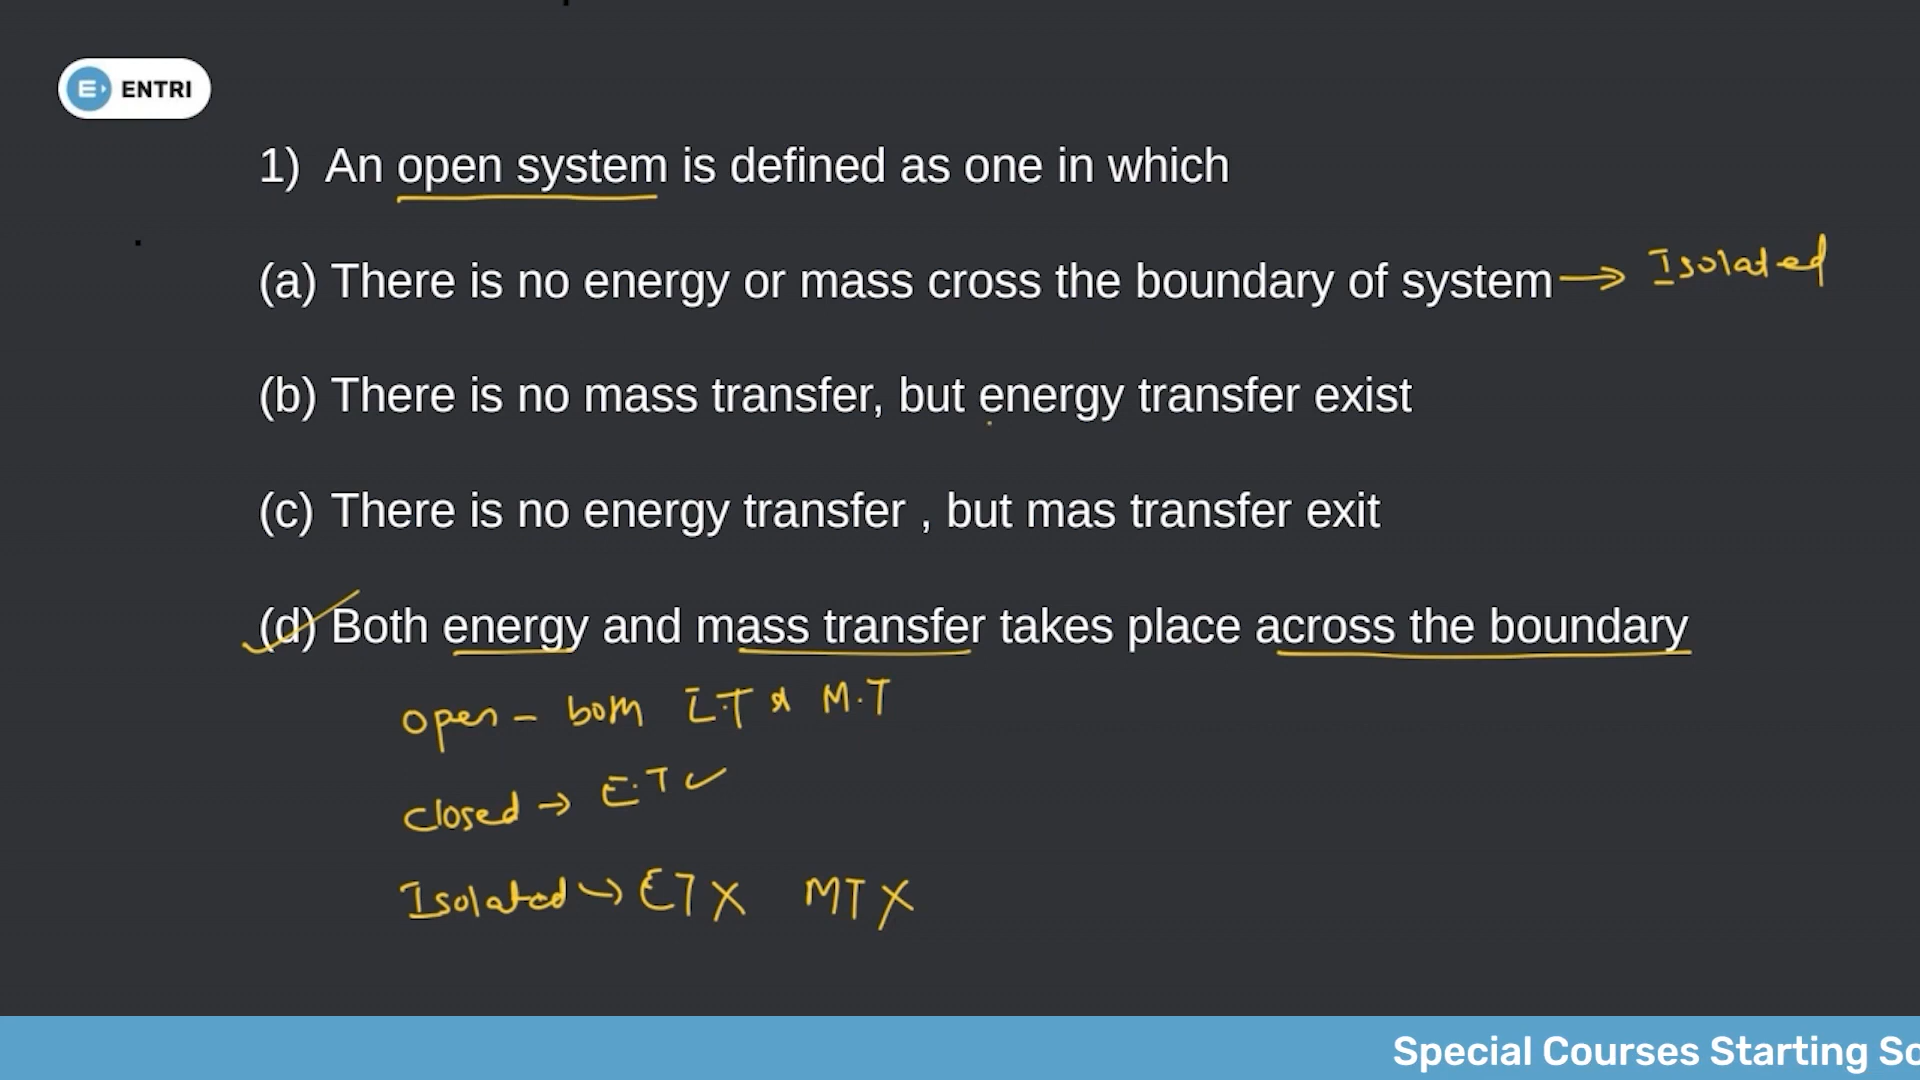 ENTRI
1) An open system is defined as one in which
(a) There is no energy or mass cross the boundary of system → Isolated
(b) There is no mass transfer, but energy transfer exist
(c) There is no energy transfer , but mas transfer exit
(d) Both energy and mass transfer takes place across the boundary
open - both E.T & M.T
closed → E.T ✓
Isolated → ET X MT X
Special Courses Starting